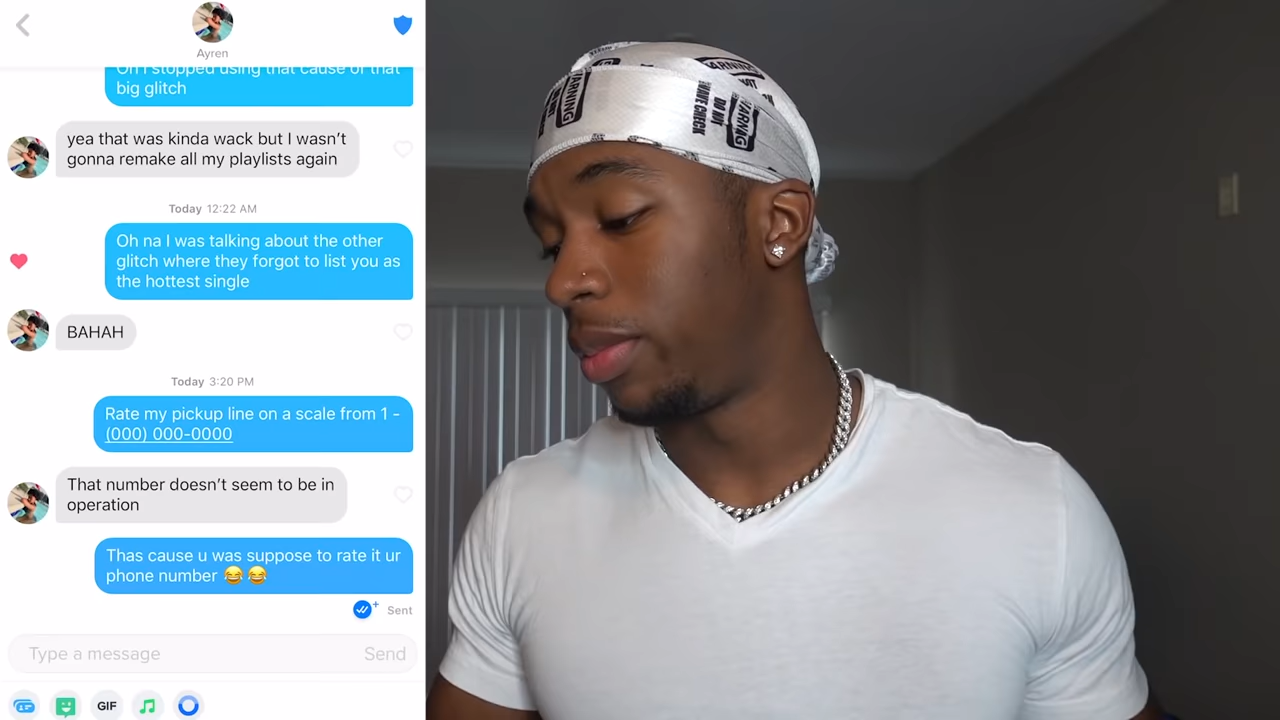 Ayren
Oh I stopped using that cause of that
big glitch
yea that was kinda wack but I wasn't
gonna remake all my playlists again
Today 12:22 AM
Oh na I was talking about the other
glitch where they forgot to list you as
the hottest single
BAHAH
Today 3:20 PM
Rate my pickup line on a scale from 1 -
(000) 000-0000
That number doesn't seem to be in
operation
Thas cause u was suppose to rate it ur
phone number 😂 😂
Sent
Type a message Send
GIF
WARNING
WARNING
DO NOT
WARNING